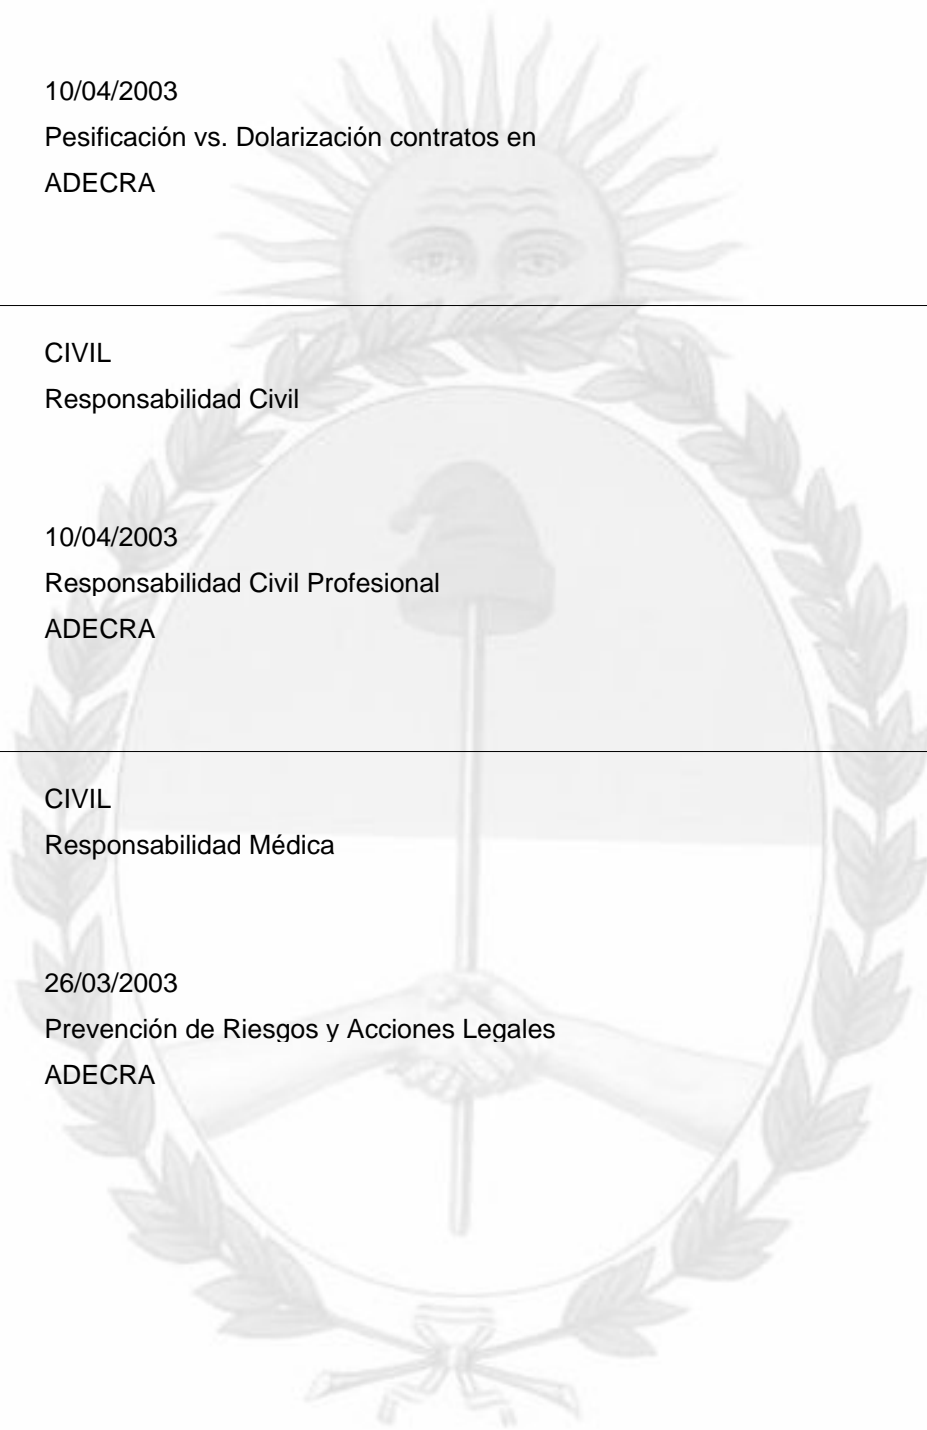 10/04/2003
Pesificación vs. Dolarización contratos en
ADECRA
CIVIL
Responsabilidad Civil
10/04/2003
Responsabilidad Civil Profesional
ADECRA
CIVIL
Responsabilidad Médica
26/03/2003
Prevención de Riesgos y Acciones Legales
ADECRA